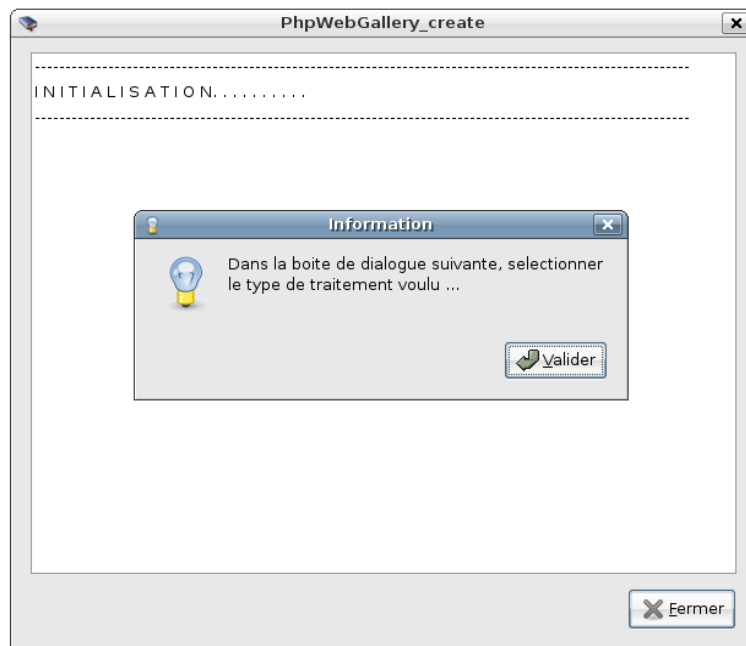 PhpWebGallery_create
--------------------------------------------------------------------------------------------
INITIALISATION..........
--------------------------------------------------------------------------------------------
Information
Dans la boite de dialogue suivante, selectionner
le type de traitement voulu ...
Valider
Fermer